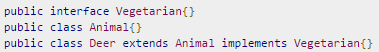 public interface Vegetarian{}
public class Animal{}
public class Deer extends Animal implements Vegetarian{}